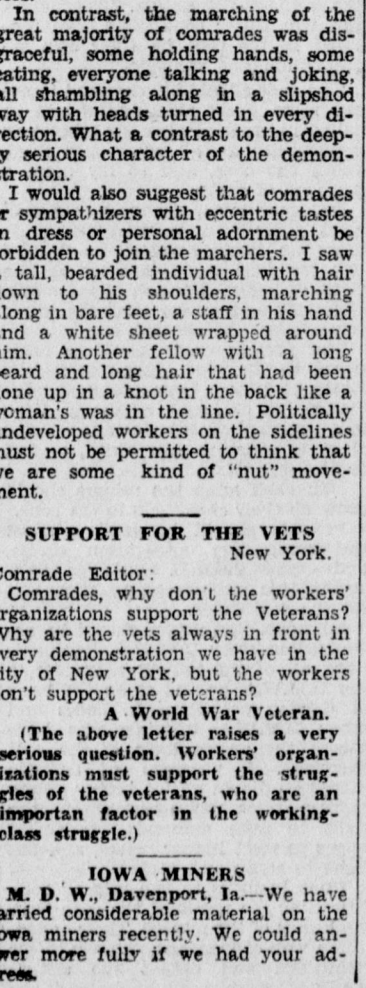 In contrast, the marching of the
great majority of comrades was dis-
graceful, some holding hands, some
eating, everyone talking and joking,
all shambling along in a slipshod
way with heads turned in every di-
rection. What a contrast to the deep-
y serious character of the demon-
stration.
I would also suggest that comrades
r sympathizers with eccentric tastes
n dress or personal adornment be
forbidden to join the marchers. I saw
tall, bearded individual with hair
down to his shoulders, marching
along in bare feet, a staff in his hand
and a white sheet wrapped around
him. Another fellow with a long
beard and long hair that had been
done up in a knot in the back like a
woman's was in the line. Politically
undeveloped workers on the sidelines
must not be permitted to think that
we are some kind of "nut" move-
ment.
SUPPORT FOR THE VETS
New York.
Comrade Editor:
Comrades, why don't the workers'
organizations support the Veterans?
Why are the vets always in front in
every demonstration we have in the
city of New York, but the workers
don't support the veterans?
A World War Veteran.
(The above letter raises a very
serious question. Workers' organ-
izations must support the strug-
gles of the veterans, who are an
importan factor in the working-
class struggle.)
IOWA MINERS
M. D. W., Davenport, Ia.—We have
carried considerable material on the
Iowa miners recently. We could an-
swer more fully if we had your ad-
dress.